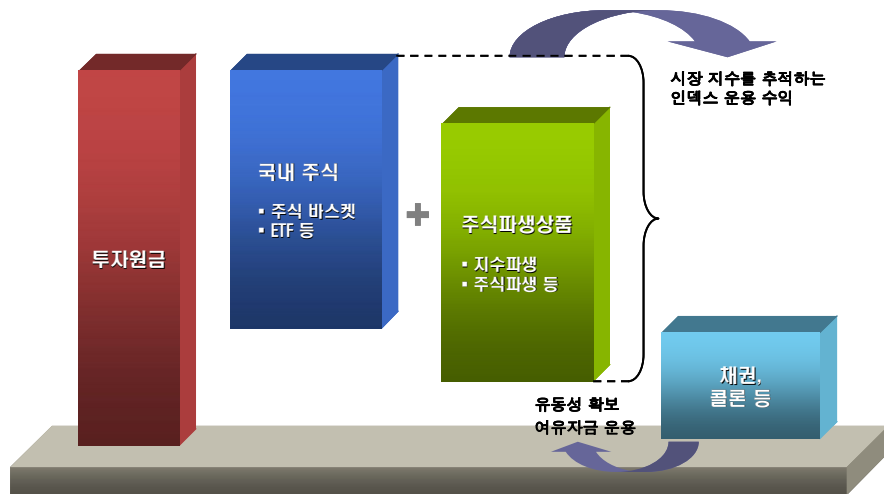 투자원금
국내 주식
▪ 주식 바스켓
▪ ETF 등
+
주식파생상품
▪ 지수파생
▪ 주식파생 등
시장 지수를 추적하는
인덱스 운용 수익
채권,
콜론 등
유동성 확보
여유자금 운용